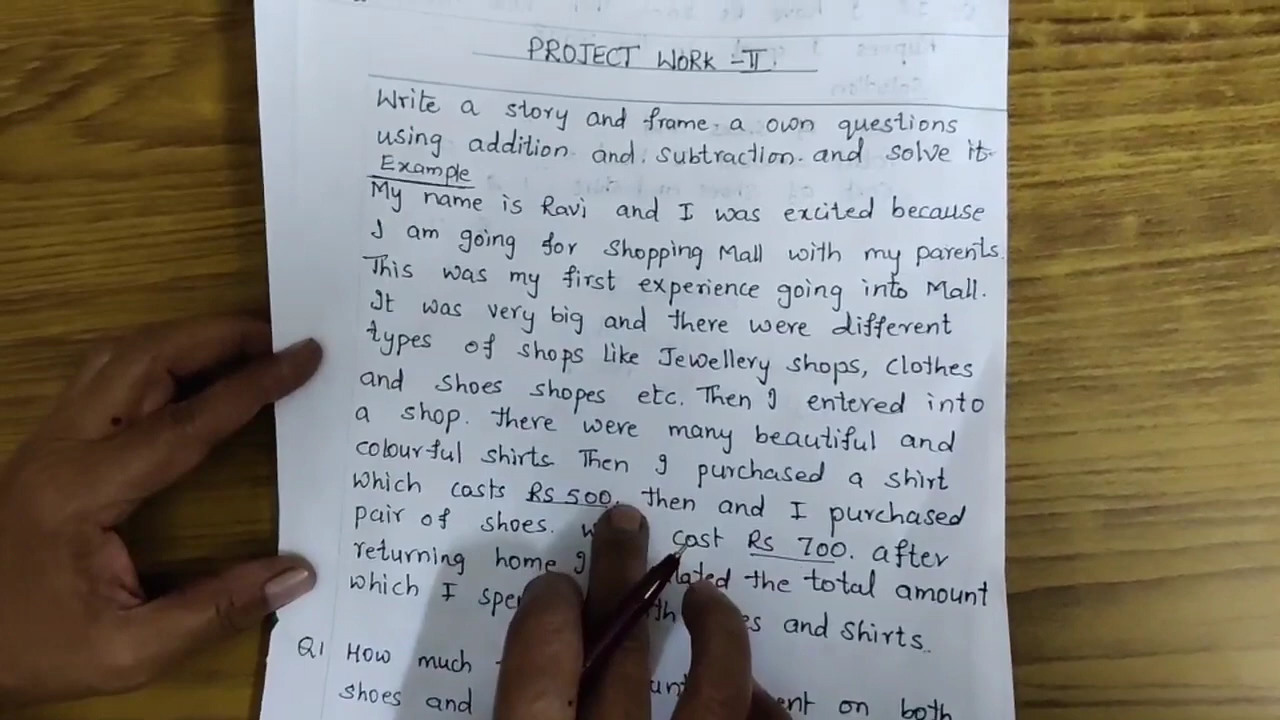 PROJECT WORK -II.
Write a story and frame a own questions
using addition and subtraction and solve it.
Example
My name is Ravi and I was excited because
I am going for shopping Mall with my parents.
This was my first experience going into Mall.
It was very big and there were different
types of shops like Jewellery shops, clothes
and shoes shopes etc. Then I entered into
a shop. There were many beautiful and
colourful shirts Then I purchased a shirt
which costs RS 500. then and I purchased
pair of shoes. cost Rs 700. after
returning home I the total amount
which I and shirts.
Q1 How much
shoes and on both